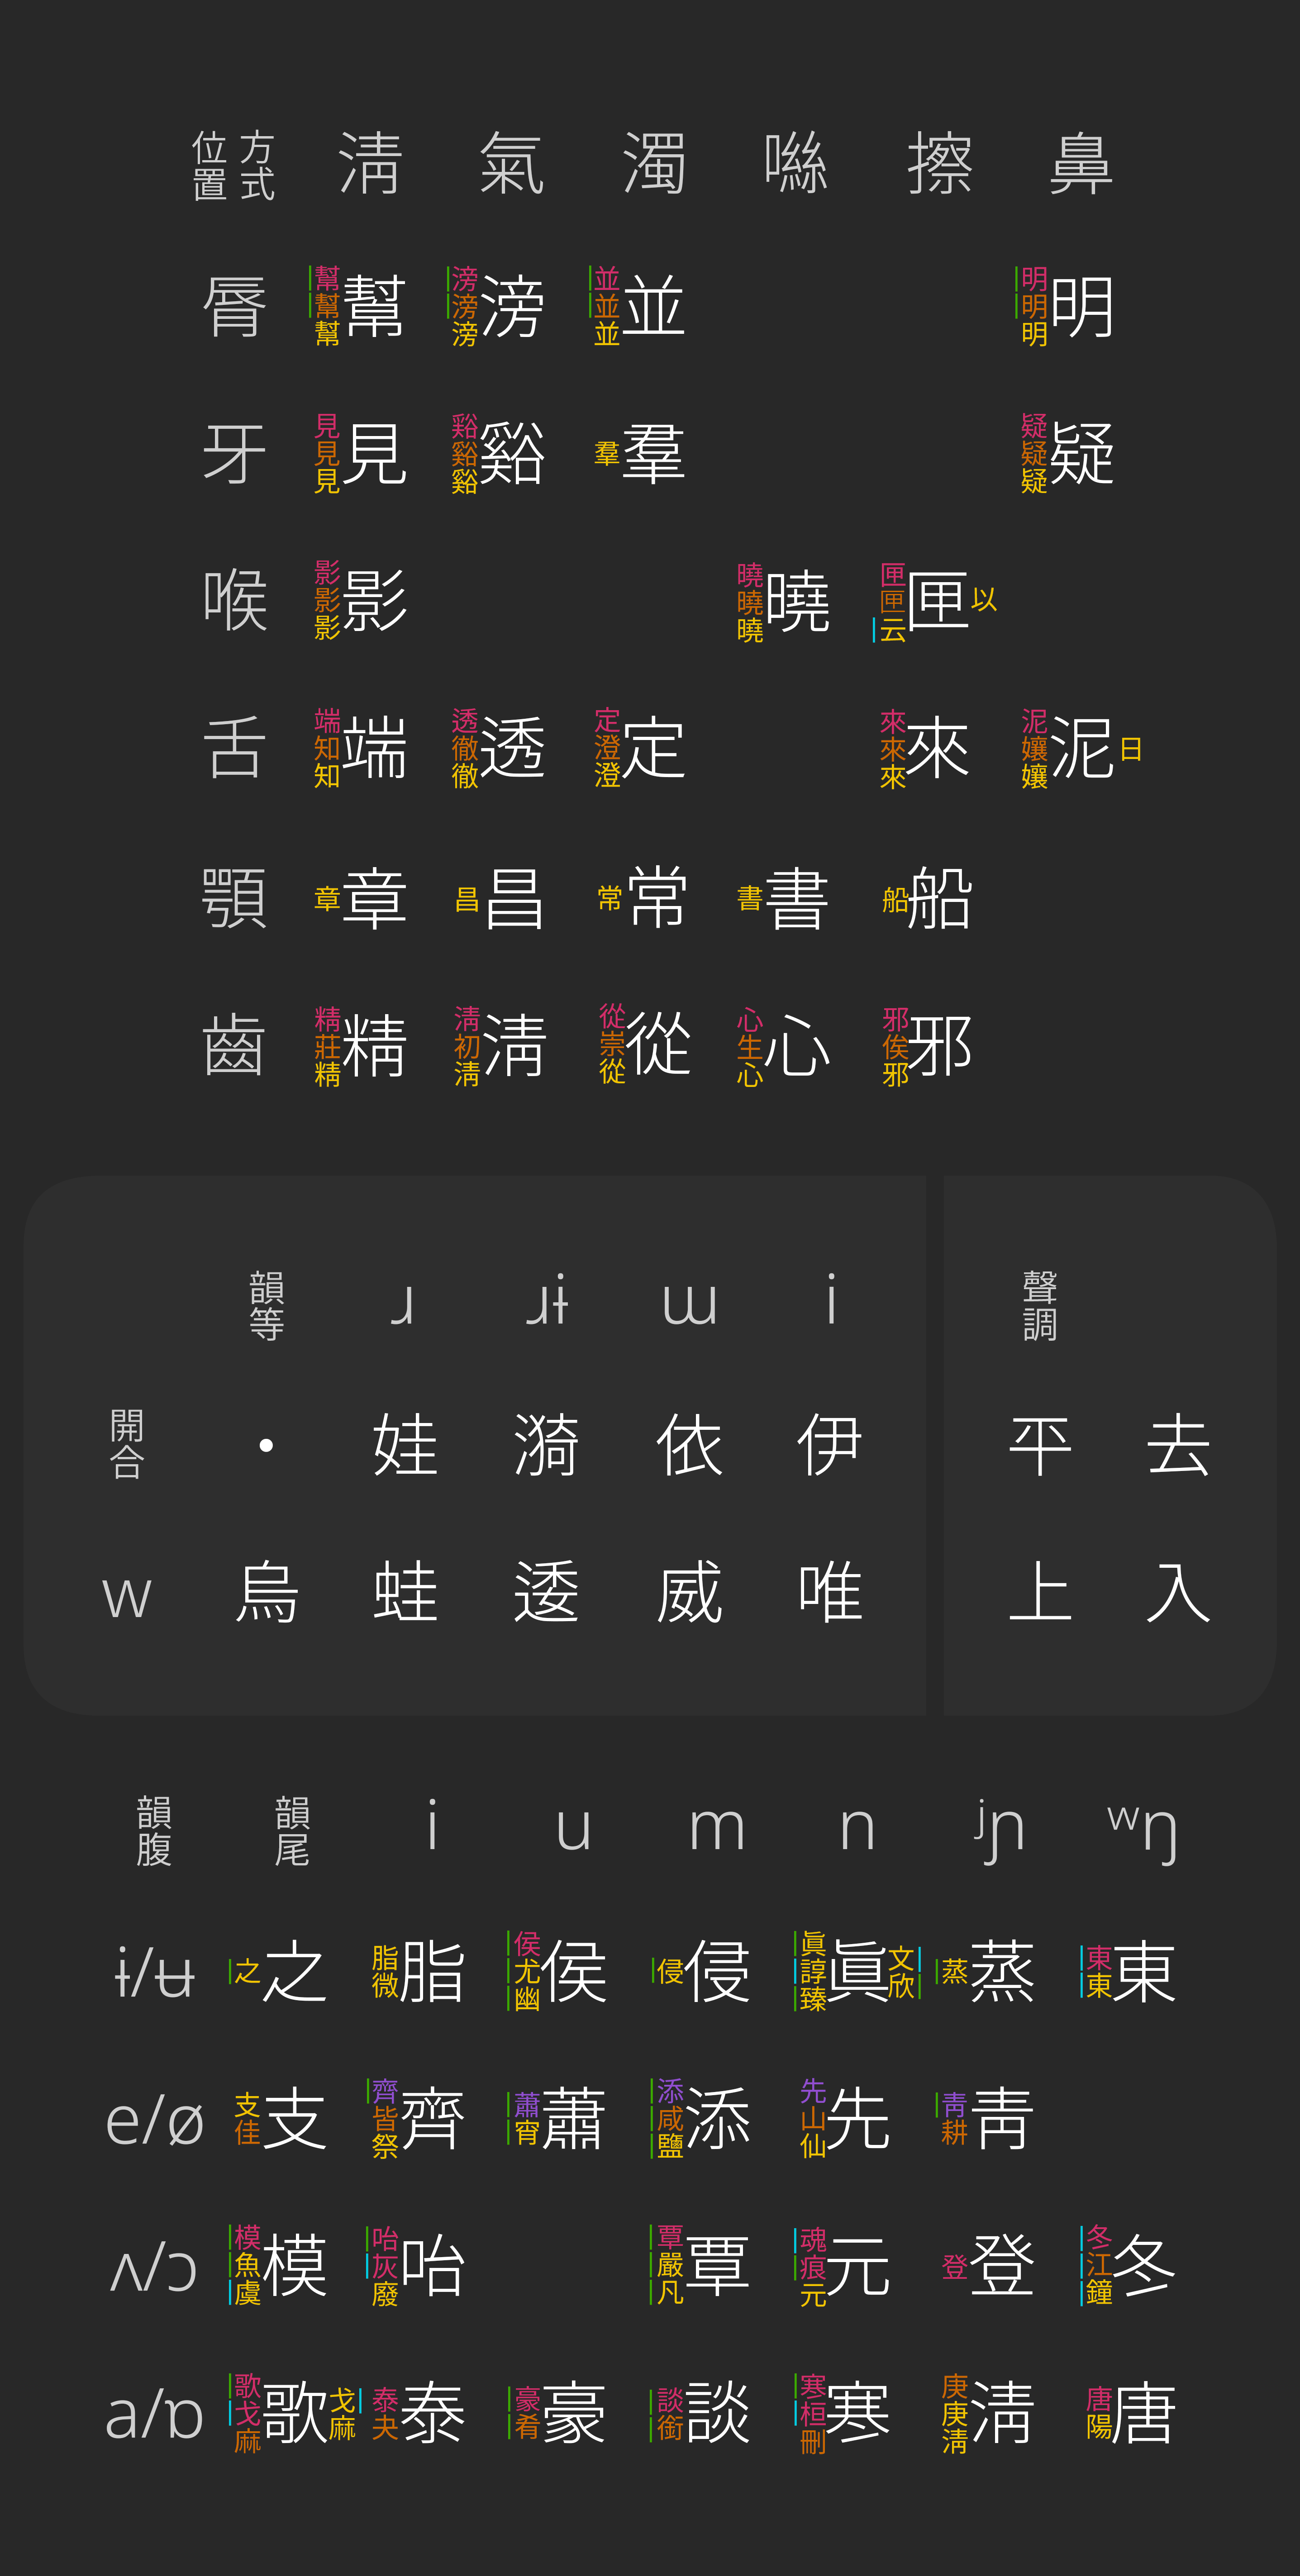 位置 方式 淸 氣 濁 噝 擦 鼻
脣 幫幫幫 幫 滂滂滂 滂 並並並 並 明明明 明
牙 見見見 見 谿谿谿 谿 羣 羣 疑疑疑 疑
喉 影影影 影 曉曉曉 曉 匣匣云 匣 以
舌 端知知 端 透徹徹 透 定澄澄 定 來來來 來 泥孃孃 泥 日
顎 章 章 昌 昌 常 常 書 書 船 船
齒 精莊精 精 淸初淸 淸 從崇從 從 心生心 心 邪俟邪 邪
韻等 ɹ ɹɨ ɯ i 聲調
開合 • 娃 漪 依 伊 平 去
w 烏 蛙 逶 威 唯 上 入
韻腹 韻尾 i u m n ʲɲ ʷŋ
ɨ/ʉ 之 之 脂微 脂 侯尤幽 侯 侵 侵 眞諄臻 眞 文欣 蒸 蒸 東東 東
e/ø 支佳 支 齊皆祭 齊 蕭宵 蕭 添咸鹽 添 先山仙 先 靑耕 靑
ʌ/ɔ 模魚虞 模 咍灰廢 咍 覃嚴凡 覃 魂痕元 元 登 登 冬江鐘 冬
a/ɒ 歌戈麻 歌 戈麻 泰夬 泰 豪肴 豪 談銜 談 寒桓刪 寒 庚庚淸 淸 唐陽 唐